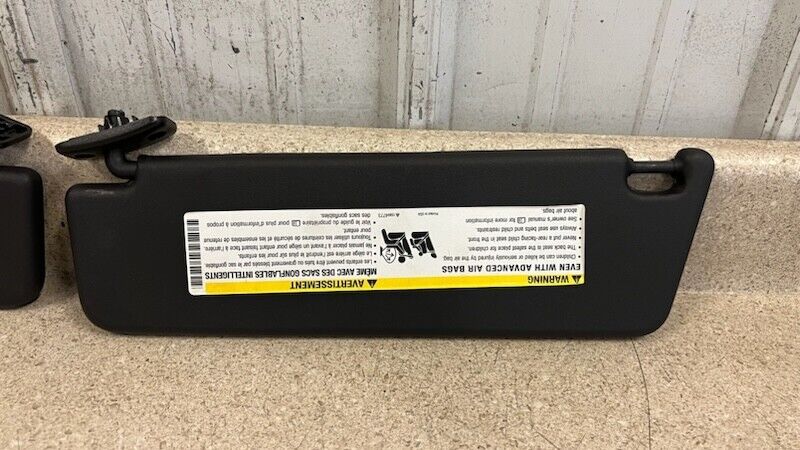 WARNING
EVEN WITH ADVANCED AIR BAGS
Children can be killed or seriously injured by the air bag
• The back seat is the safest place for children.
• Never put a rear-facing child seat in the front.
• Always use seat belts and child restraints.
• See owner's manual for more information
about air bags.
Printed in USA
AVERTISSEMENT
MÊME AVEC DES SACS GONFLABLES INTELLIGENTS
• Les enfants peuvent être tués ou gravement blessés par le sac gonflable.
• Le siège arrière est l'endroit le plus sûr pour les enfants.
• Ne jamais placer à l'avant un siège pour enfant faisant face à l'arrière.
• Toujours utiliser les ceintures de sécurité et les ensembles de retenue
pour enfant.
• Voir le guide du propriétaire pour plus d'information à propos
des sacs gonflables.